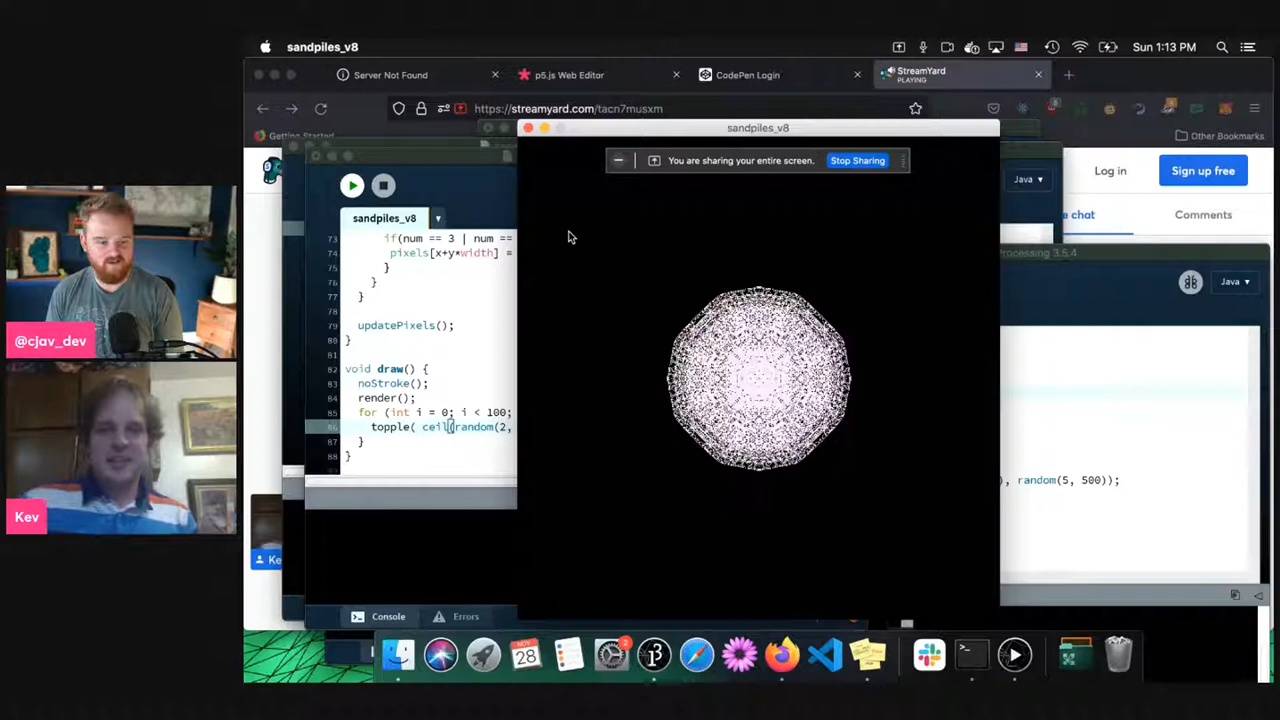 sandpiles_v8
Sun 1:13 PM
Server Not Found
p5.js Web Editor
CodePen Login
StreamYard
PLAYING
https://streamyard.com/tacn7musxm
Getting Started
Other Bookmarks
sandpiles_v8
You are sharing your entire screen.
Stop Sharing
Log in
Sign up free
Java
e chat
Comments
sandpiles_v8
Processing 3.5.4
Java
73 if(num == 3 | num ==
74 pixels[x+y*width] =
75 }
76 }
77 }
78
79 updatePixels();
80 }
81
82 void draw() {
83 noStroke();
84 render();
85 for (int i = 0; i < 100;
86 topple( ceil(random(2,
87 }
88 }
), random(5, 500));
@cjav_dev
Kev
Ke
Console
Errors
NOV
28
2